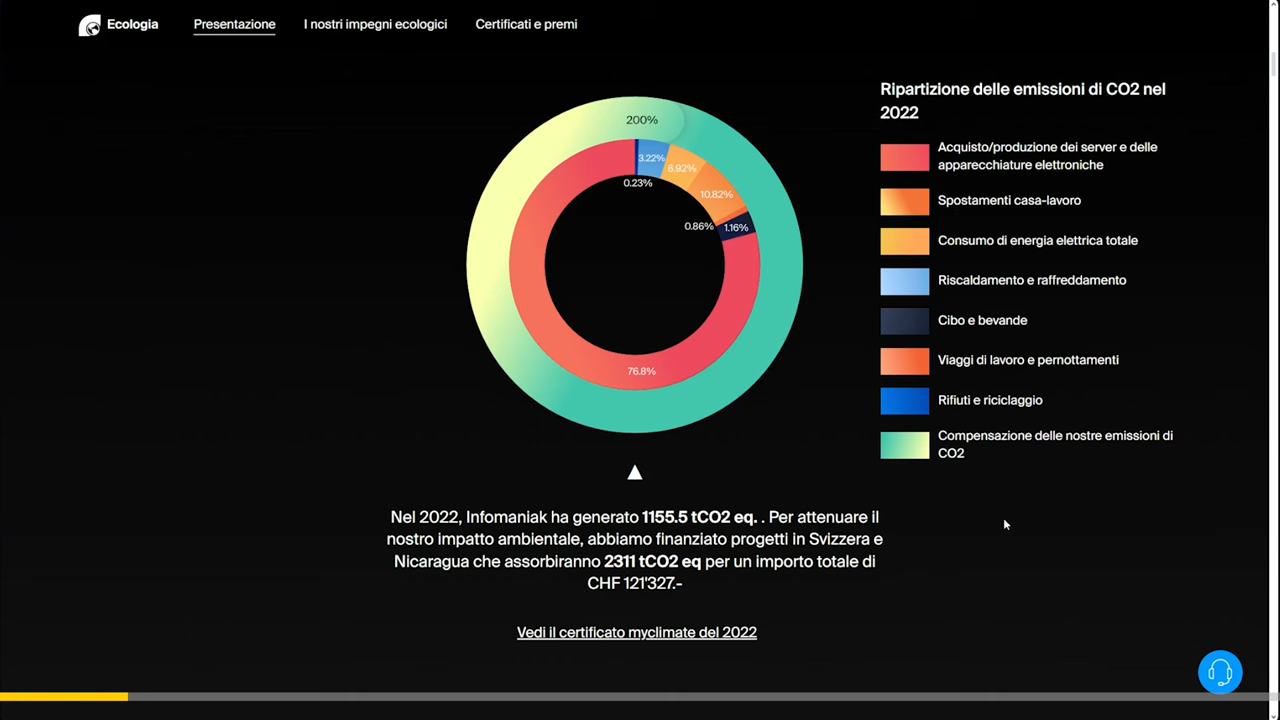 Ecologia
Presentazione
I nostri impegni ecologici
Certificati e premi
Ripartizione delle emissioni di CO2 nel
2022
200%
3.22%
6.92%
0.23%
10.82%
0.86%
1.16%
76.8%
Acquisto/produzione dei server e delle
apparecchiature elettroniche
Spostamenti casa-lavoro
Consumo di energia elettrica totale
Riscaldamento e raffreddamento
Cibo e bevande
Viaggi di lavoro e pernottamenti
Rifiuti e riciclaggio
Compensazione delle nostre emissioni di
CO2
Nel 2022, Infomaniak ha generato 1155.5 tCO2 eq. . Per attenuare il
nostro impatto ambientale, abbiamo finanziato progetti in Svizzera e
Nicaragua che assorbiranno 2311 tCO2 eq per un importo totale di
CHF 121'327.-
Vedi il certificato myclimate del 2022